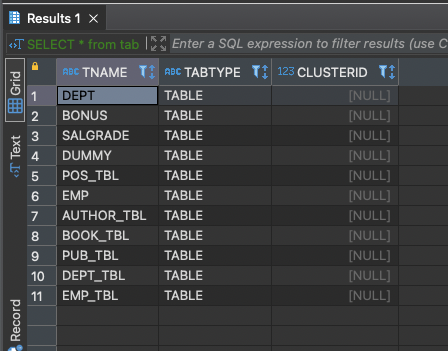 Results 1
SELECT * from tab Enter a SQL expression to filter results (use C
Grid
Text
Record
ABC TNAME ABC TABTYPE 123 CLUSTERID
1 DEPT TABLE [NULL]
2 BONUS TABLE [NULL]
3 SALGRADE TABLE [NULL]
4 DUMMY TABLE [NULL]
5 POS_TBL TABLE [NULL]
6 EMP TABLE [NULL]
7 AUTHOR_TBL TABLE [NULL]
8 BOOK_TBL TABLE [NULL]
9 PUB_TBL TABLE [NULL]
10 DEPT_TBL TABLE [NULL]
11 EMP_TBL TABLE [NULL]